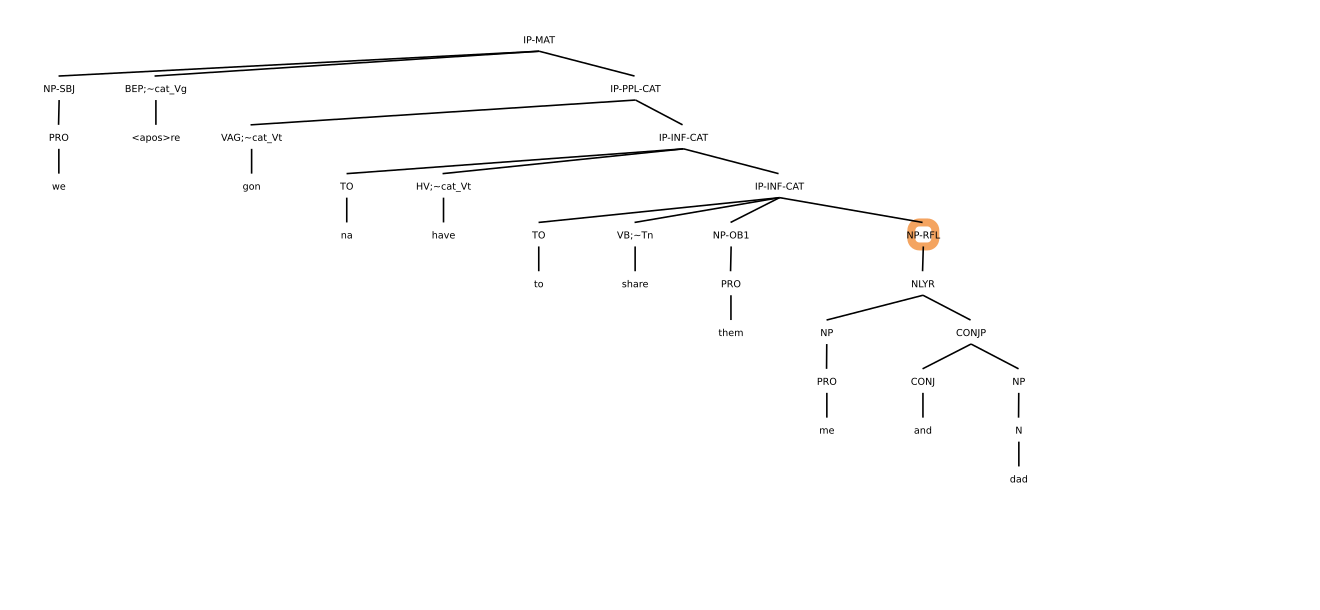 IP-MAT
NP-SBJ BEP;~cat_Vg IP-PPL-CAT
PRO <apos>re VAG;~cat_Vt IP-INF-CAT
we gon TO HV;~cat_Vt IP-INF-CAT
na have TO VB;~Tn NP-OB1 NP-RFL
to share PRO NLYR
them NP CONJP
PRO CONJ NP
me and N
dad